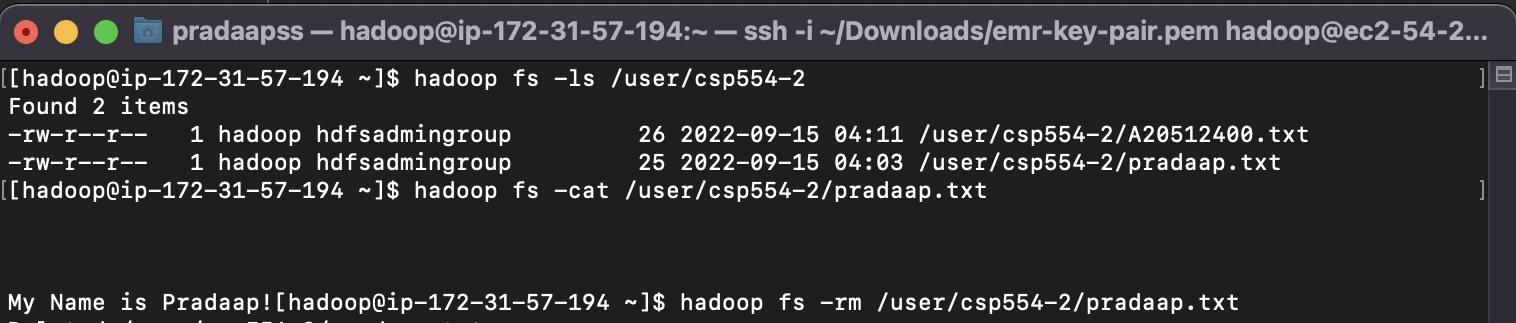 pradaapss — hadoop@ip-172-31-57-194:~ — ssh -i ~/Downloads/emr-key-pair.pem hadoop@ec2-54-2...
[[hadoop@ip-172-31-57-194 ~]$ hadoop fs -ls /user/csp554-2 ]
Found 2 items
-rw-r--r--   1 hadoop hdfsadmingroup         26 2022-09-15 04:11 /user/csp554-2/A20512400.txt
-rw-r--r--   1 hadoop hdfsadmingroup         25 2022-09-15 04:03 /user/csp554-2/pradaap.txt
[[hadoop@ip-172-31-57-194 ~]$ hadoop fs -cat /user/csp554-2/pradaap.txt ]
My Name is Pradaap![hadoop@ip-172-31-57-194 ~]$ hadoop fs -rm /user/csp554-2/pradaap.txt